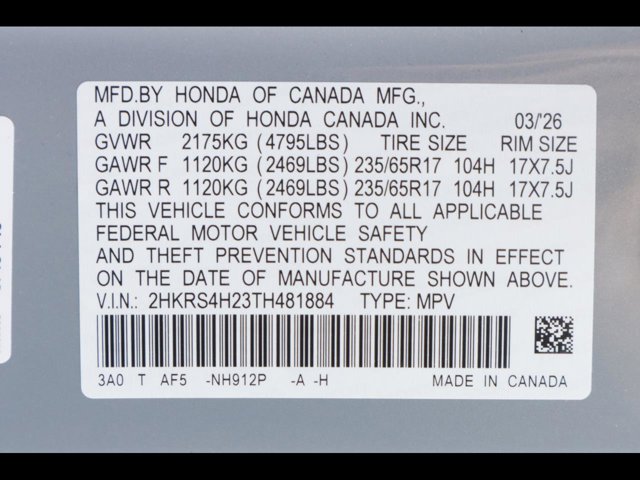 MFD.BY HONDA OF CANADA MFG.,
A DIVISION OF HONDA CANADA INC. 03/'26
GVWR 2175KG (4795LBS) TIRE SIZE RIM SIZE
GAWR F 1120KG (2469LBS) 235/65R17 104H 17X7.5J
GAWR R 1120KG (2469LBS) 235/65R17 104H 17X7.5J
THIS VEHICLE CONFORMS TO ALL APPLICABLE
FEDERAL MOTOR VEHICLE SAFETY
AND THEFT PREVENTION STANDARDS IN EFFECT
ON THE DATE OF MANUFACTURE SHOWN ABOVE.
V.I.N.: 2HKRS4H23TH481884 TYPE: MPV
3A0 T AF5 -NH912P -A -H MADE IN CANADA